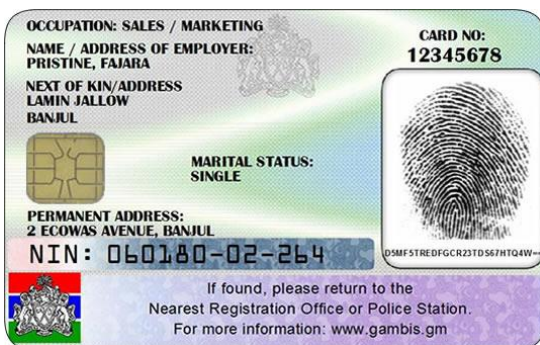 OCCUPATION: SALES / MARKETING
NAME / ADDRESS OF EMPLOYER:
PRISTINE, FAJARA
NEXT OF KIN/ADDRESS
LAMIN JALLOW
BANJUL
CARD NO:
12345678
MARITAL STATUS:
SINGLE
PERMANENT ADDRESS:
2 ECOWAS AVENUE, BANJUL
NIN: 060180-02-264
D5MF5TREDFGCR23TDS67HTQ4W==
If found, please return to the
Nearest Registration Office or Police Station.
For more information: www.gambis.gm